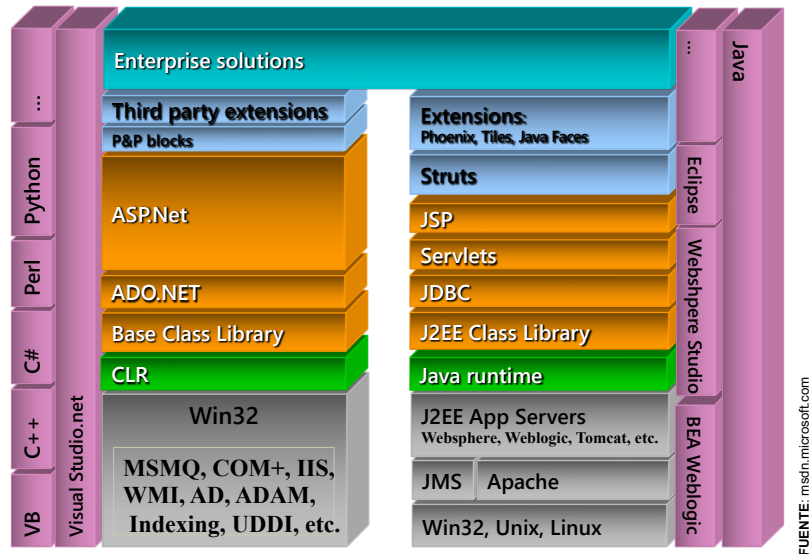 Enterprise solutions
...
Python
Perl
C#
C++
VB
Visual Studio.net
Third party extensions
P&P blocks
ASP.Net
ADO.NET
Base Class Library
CLR
Win32
MSMQ, COM+, IIS,
WMI, AD, ADAM,
Indexing, UDDI, etc.
Extensions:
Phoenix, Tiles, Java Faces
Struts
JSP
Servlets
JDBC
J2EE Class Library
Java runtime
J2EE App Servers
Websphere, Weblogic, Tomcat, etc.
JMS
Apache
Win32, Unix, Linux
...
Eclipse
Webshpere Studio
BEA Weblogic
Java
FUENTE: msdn.microsoft.com